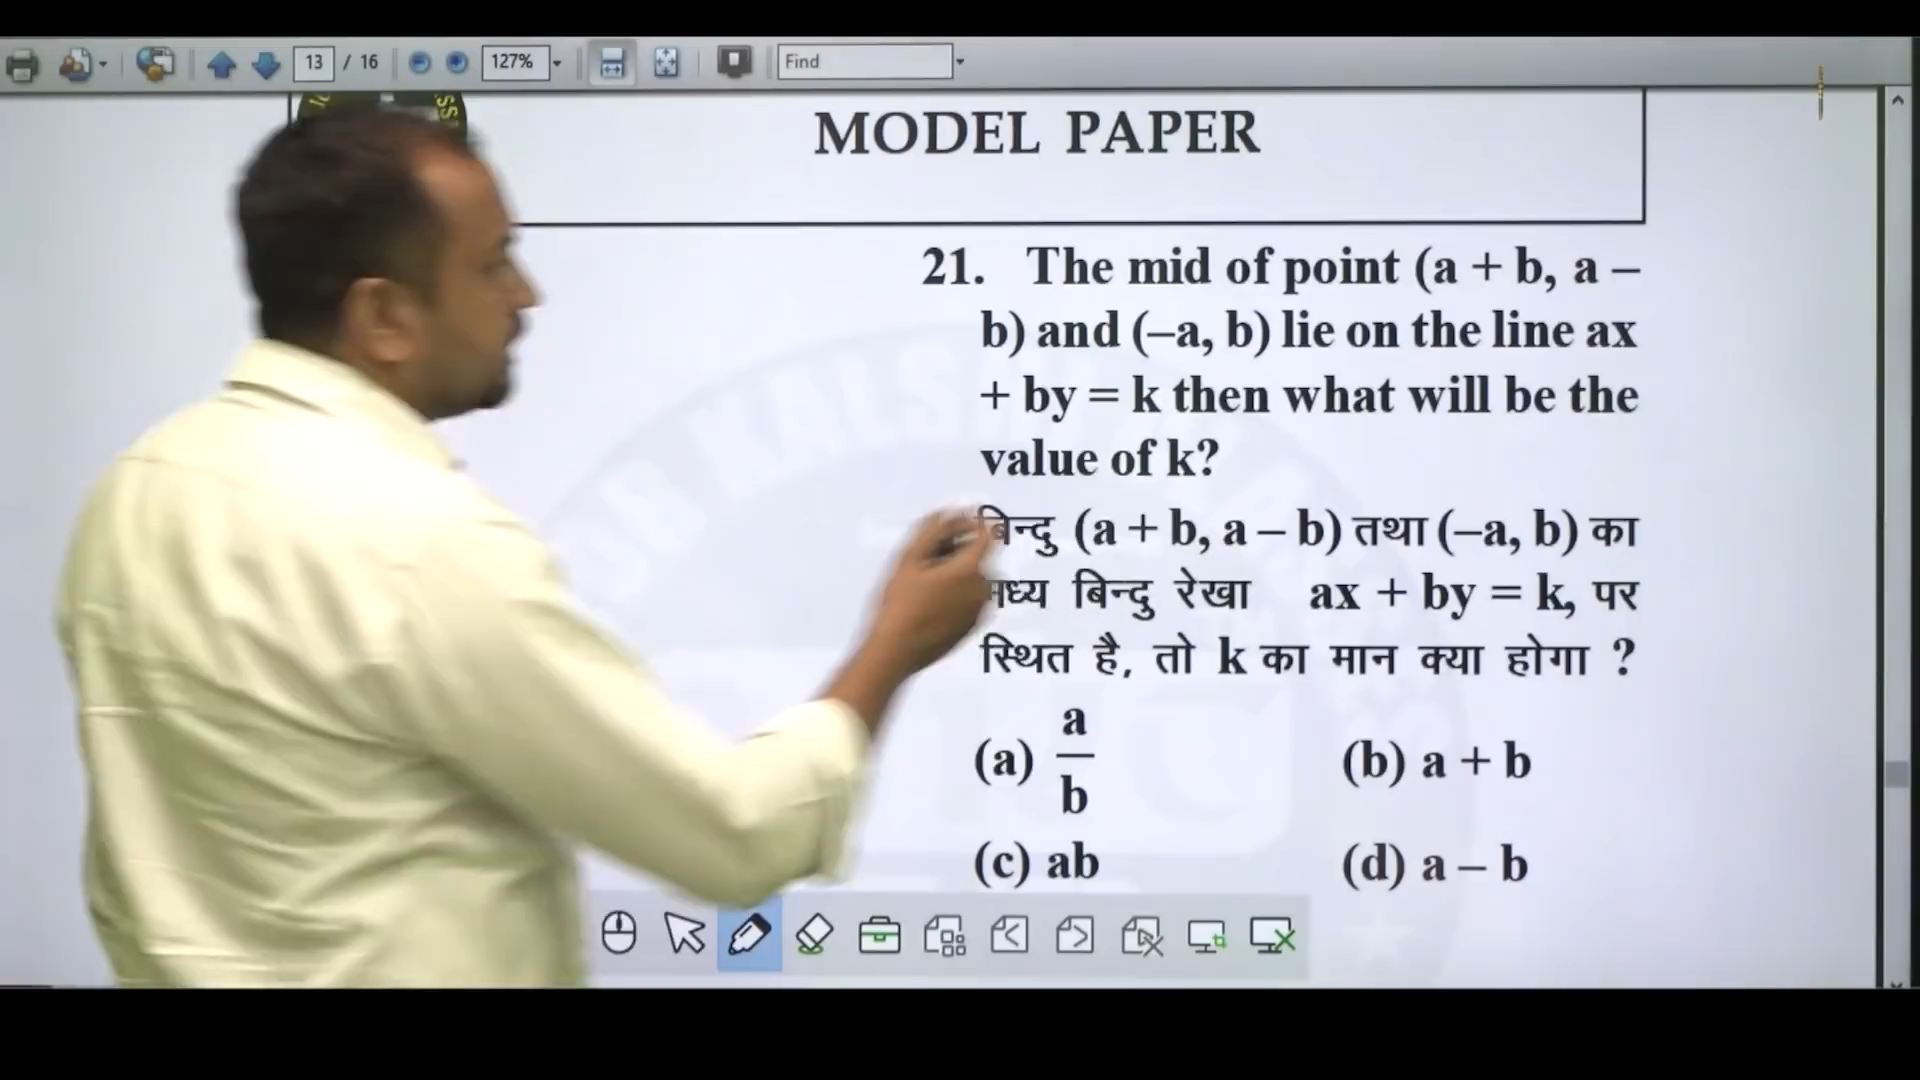 13 / 16
127%
Find
MODEL PAPER
21. The mid of point (a + b, a –
b) and (–a, b) lie on the line ax
+ by = k then what will be the
value of k?
बिन्दु (a + b, a – b) तथा (–a, b) का
मध्य बिन्दु रेखा ax + by = k, पर
स्थित है, तो k का मान क्या होगा ?
(a) a/b (b) a + b
(c) ab (d) a – b